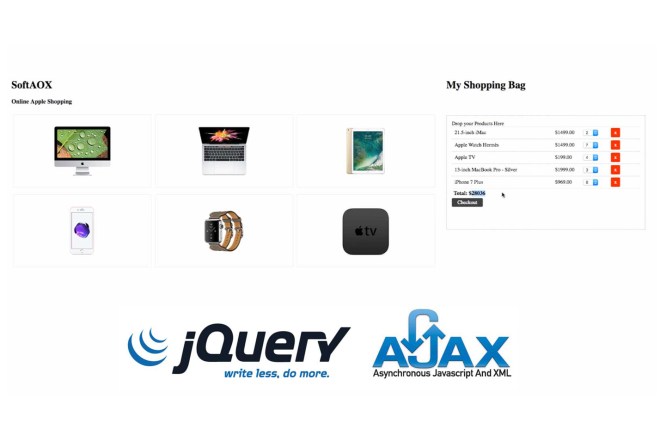 SoftAOX
Online Apple Shopping
My Shopping Bag
Drop your Products Here
21.5-inch iMac $1499.00 x
Apple Watch Hermès $1499.00 x
Apple TV $199.00 x
15-inch MacBook Pro - Silver $1999.00 x
iPhone 7 Plus $969.00 x
Total: $28036
Checkout
tv
jQuery
write less, do more.
AJAX
Asynchronous Javascript And XML